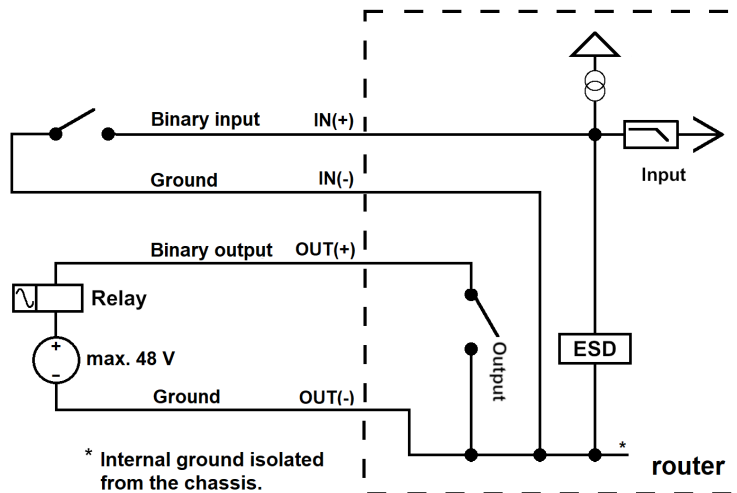 Binary input IN(+)
Ground IN(-)
Input
Binary output OUT(+)
Relay
+
max. 48 V
−
Output
ESD
Ground OUT(-)
*
* Internal ground isolated
from the chassis.
router